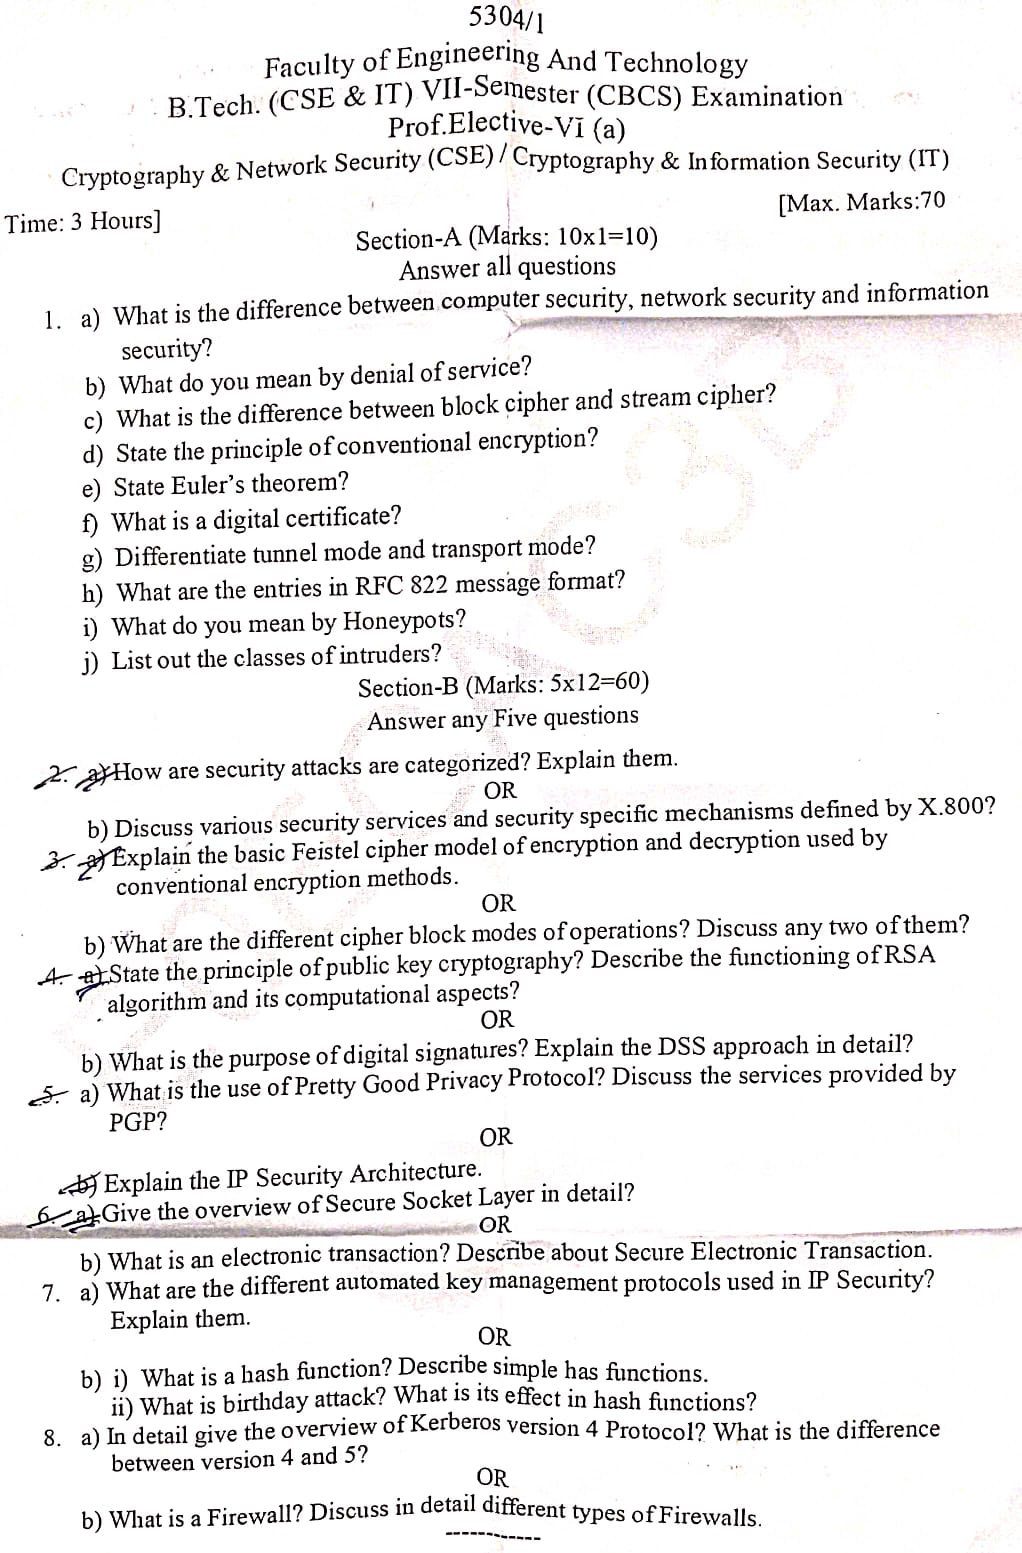 5304/1
Faculty of Engineering And Technology
B.Tech. (CSE & IT) VII-Semester (CBCS) Examination
Prof.Elective-VI (a)
Cryptography & Network Security (CSE) / Cryptography & Information Security (IT)
Time: 3 Hours] [Max. Marks:70
Section-A (Marks: 10x1=10)
Answer all questions
1. a) What is the difference between computer security, network security and information
security?
b) What do you mean by denial of service?
c) What is the difference between block cipher and stream cipher?
d) State the principle of conventional encryption?
e) State Euler's theorem?
f) What is a digital certificate?
g) Differentiate tunnel mode and transport mode?
h) What are the entries in RFC 822 message format?
i) What do you mean by Honeypots?
j) List out the classes of intruders?
Section-B (Marks: 5x12=60)
Answer any Five questions
2. a) How are security attacks are categorized? Explain them.
OR
b) Discuss various security services and security specific mechanisms defined by X.800?
3. a) Explain the basic Feistel cipher model of encryption and decryption used by
conventional encryption methods.
OR
b) What are the different cipher block modes of operations? Discuss any two of them?
4. a) State the principle of public key cryptography? Describe the functioning of RSA
algorithm and its computational aspects?
OR
b) What is the purpose of digital signatures? Explain the DSS approach in detail?
5. a) What is the use of Pretty Good Privacy Protocol? Discuss the services provided by
PGP?
OR
b) Explain the IP Security Architecture.
6. a) Give the overview of Secure Socket Layer in detail?
OR
b) What is an electronic transaction? Describe about Secure Electronic Transaction.
7. a) What are the different automated key management protocols used in IP Security?
Explain them.
OR
b) i) What is a hash function? Describe simple has functions.
ii) What is birthday attack? What is its effect in hash functions?
8. a) In detail give the overview of Kerberos version 4 Protocol? What is the difference
between version 4 and 5?
OR
b) What is a Firewall? Discuss in detail different types of Firewalls.
------------